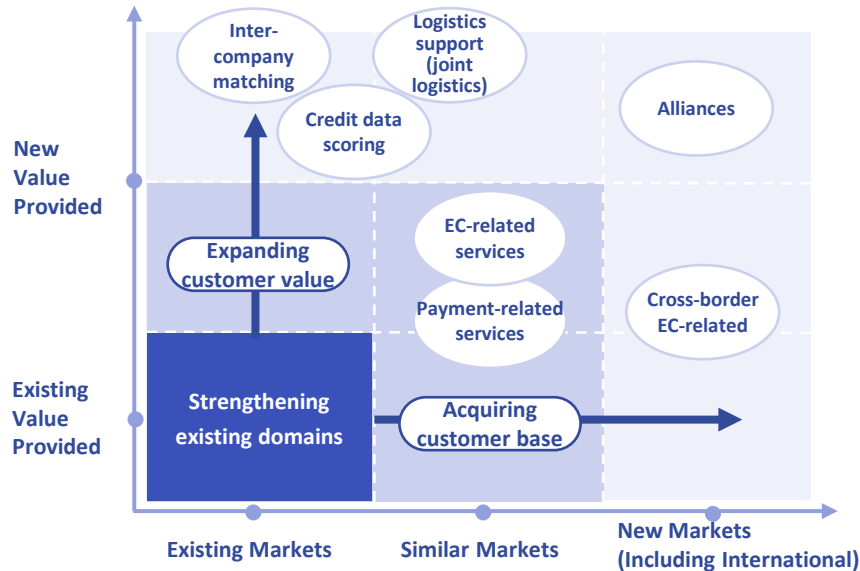 Inter-
company
matching
Logistics
support
(joint
logistics)
Credit data
scoring
Alliances
New
Value
Provided
EC-related
services
Expanding
customer value
Payment-related
services
Cross-border
EC-related
Existing
Value
Provided
Strengthening
existing domains
Acquiring
customer base
Existing Markets
Similar Markets
New Markets
(Including International)